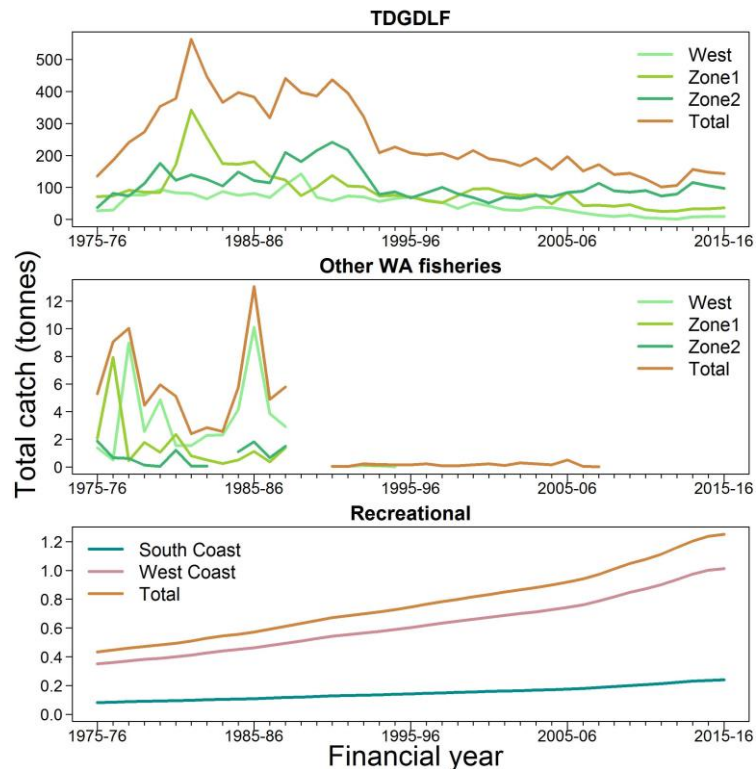 TDGDLF
500
400
300
200
100
0
West
Zone1
Zone2
Total
1975-76 1985-86 1995-96 2005-06 2015-16
Other WA fisheries
12
10
8
6
4
2
0
West
Zone1
Zone2
Total
1975-76 1985-86 1995-96 2005-06 2015-16
Total catch (tonnes)
Recreational
1.2
1.0
0.8
0.6
0.4
0.2
0.0
South Coast
West Coast
Total
1975-76 1985-86 1995-96 2005-06 2015-16
Financial year